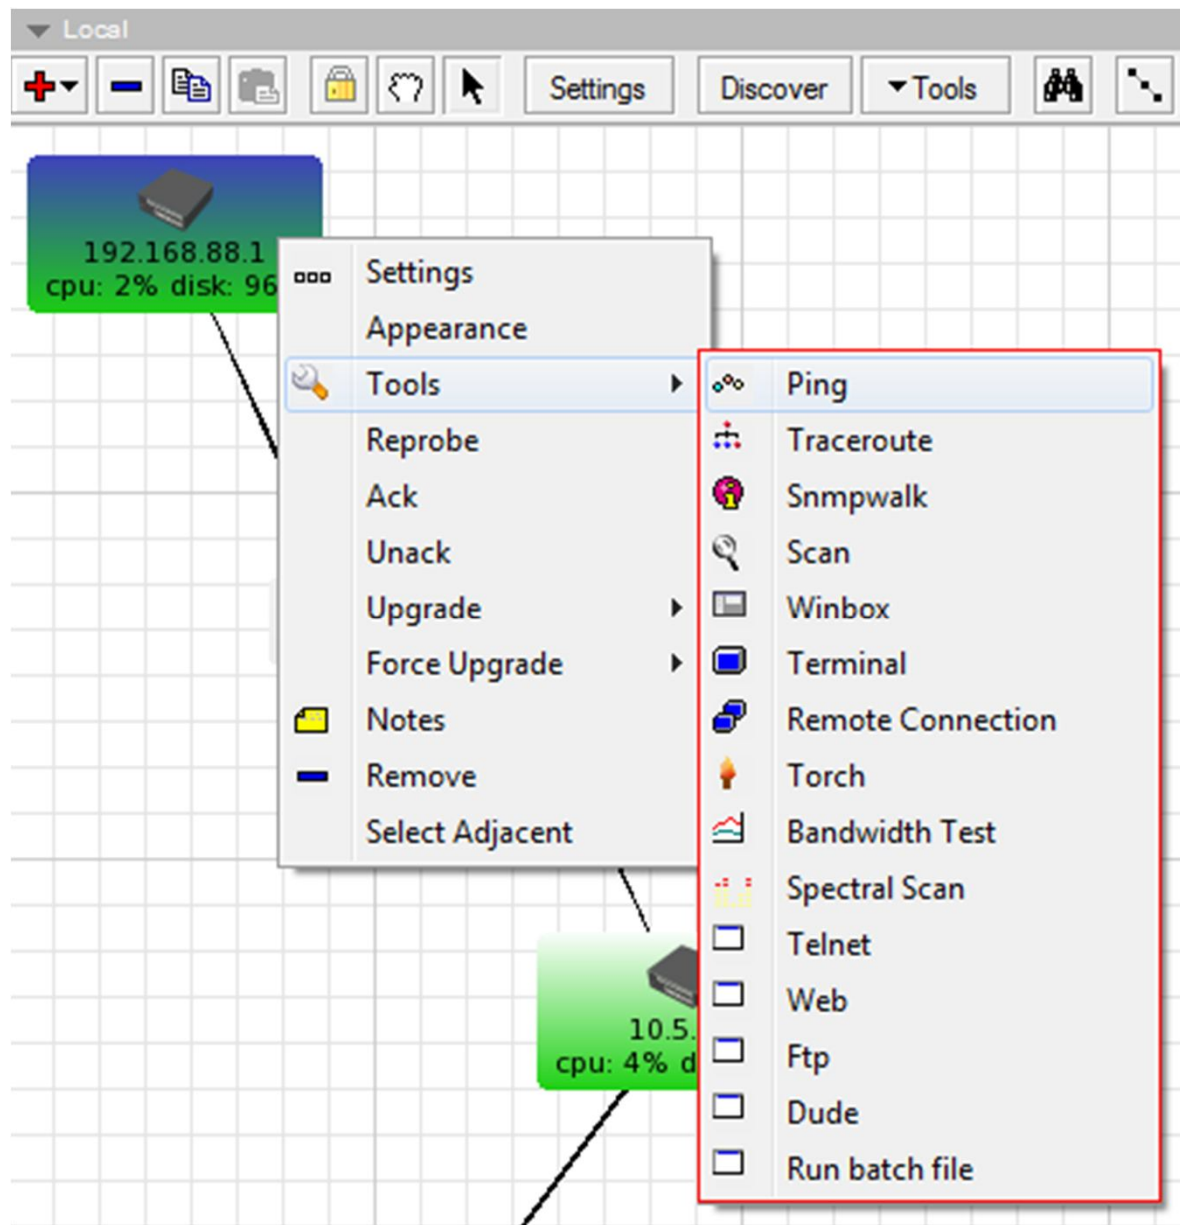 Local
Settings
Discover
Tools
192.168.88.1
cpu: 2% disk: 96
Settings
Appearance
Tools
Reprobe
Ack
Unack
Upgrade
Force Upgrade
Notes
Remove
Select Adjacent
Ping
Traceroute
Snmpwalk
Scan
Winbox
Terminal
Remote Connection
Torch
Bandwidth Test
Spectral Scan
Telnet
Web
Ftp
Dude
Run batch file
10.5.
cpu: 4% d